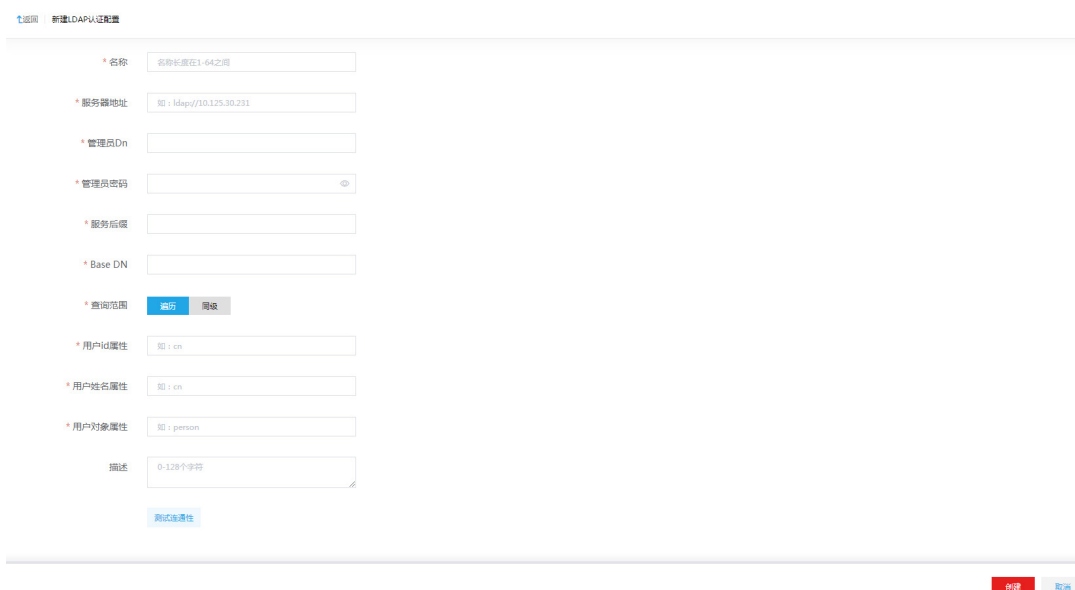 返回 新建LDAP认证配置
* 名称 名称长度在1-64之间
* 服务器地址 如：ldap://10.125.30.231
* 管理员Dn
* 管理员密码
* 服务后缀
* Base DN
* 查询范围 遍历 同级
* 用户id属性 如：cn
* 用户姓名属性 如：cn
* 用户对象属性 如：person
描述 0-128个字符
测试连通性
创建 取消